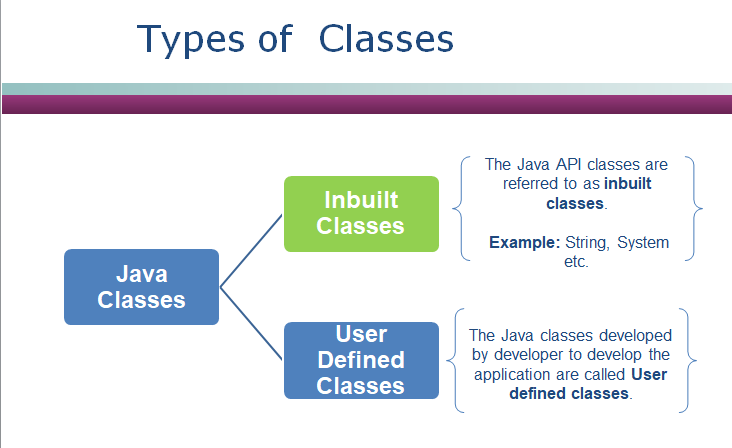 Types of Classes
Java
Classes
Inbuilt
Classes
The Java API classes are
referred to as inbuilt
classes.
Example: String, System
etc.
User
Defined
Classes
The Java classes developed
by developer to develop the
application are called User
defined classes.